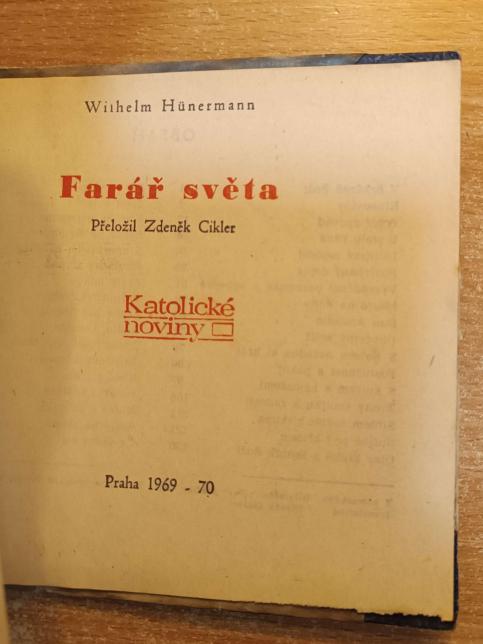 Wilhelm Hünermann
Farář světa
Přeložil Zdeněk Cikler
Katolické
noviny
Praha 1969 - 70